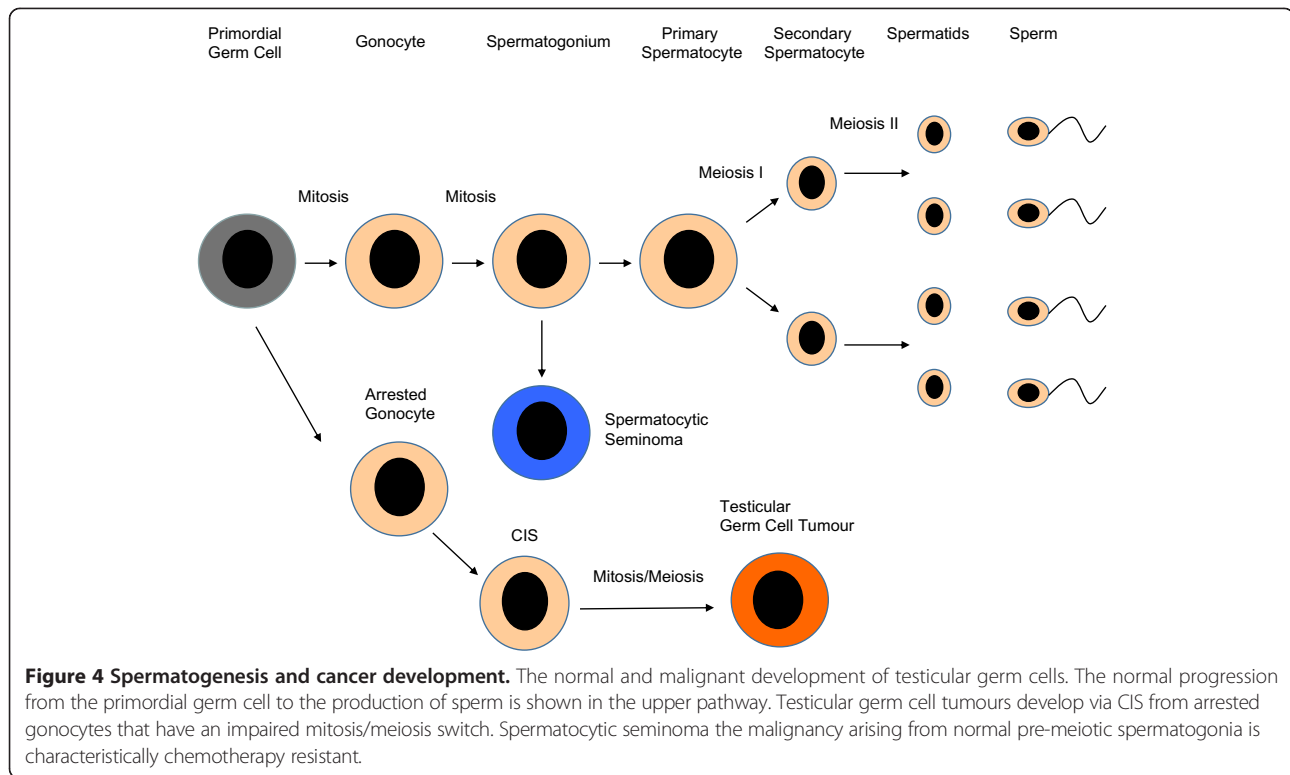 Primordial
Germ Cell
Gonocyte
Spermatogonium
Primary
Spermatocyte
Secondary
Spermatocyte
Spermatids
Sperm
Meiosis II
Meiosis I
Mitosis
Mitosis
Arrested
Gonocyte
Spermatocytic
Seminoma
CIS
Mitosis/Meiosis
Testicular
Germ Cell Tumour
Figure 4 Spermatogenesis and cancer development. The normal and malignant development of testicular germ cells. The normal progression
from the primordial germ cell to the production of sperm is shown in the upper pathway. Testicular germ cell tumours develop via CIS from arrested
gonocytes that have an impaired mitosis/meiosis switch. Spermatocytic seminoma the malignancy arising from normal pre-meiotic spermatogonia is
characteristically chemotherapy resistant.